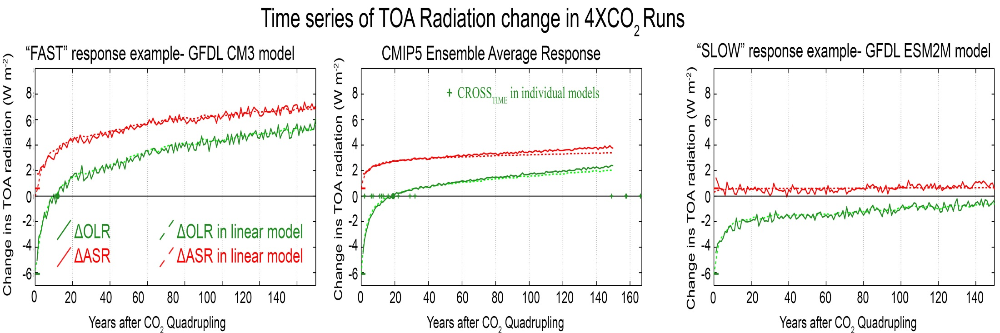 Time series of TOA Radiation change in 4XCO2 Runs
“FAST” response example- GFDL CM3 model
Change ins TOA radiation (W m-2)
8
6
4
2
0
-2
-4
-6
ΔOLR
ΔOLR in linear model
ΔASR
ΔASR in linear model
0 20 40 60 80 100 120 140
Years after CO2 Quadrupling
CMIP5 Ensemble Average Response
Change ins TOA radiation (W m-2)
8
6
4
2
0
-2
-4
-6
+ CROSSTIME in individual models
0 20 40 60 80 100 120 140 160
Years after CO2 Quadrupling
“SLOW” response example- GFDL ESM2M model
Change ins TOA radiation (W m-2)
8
6
4
2
0
-2
-4
-6
0 20 40 60 80 100 120 140
Years after CO2 Quadrupling